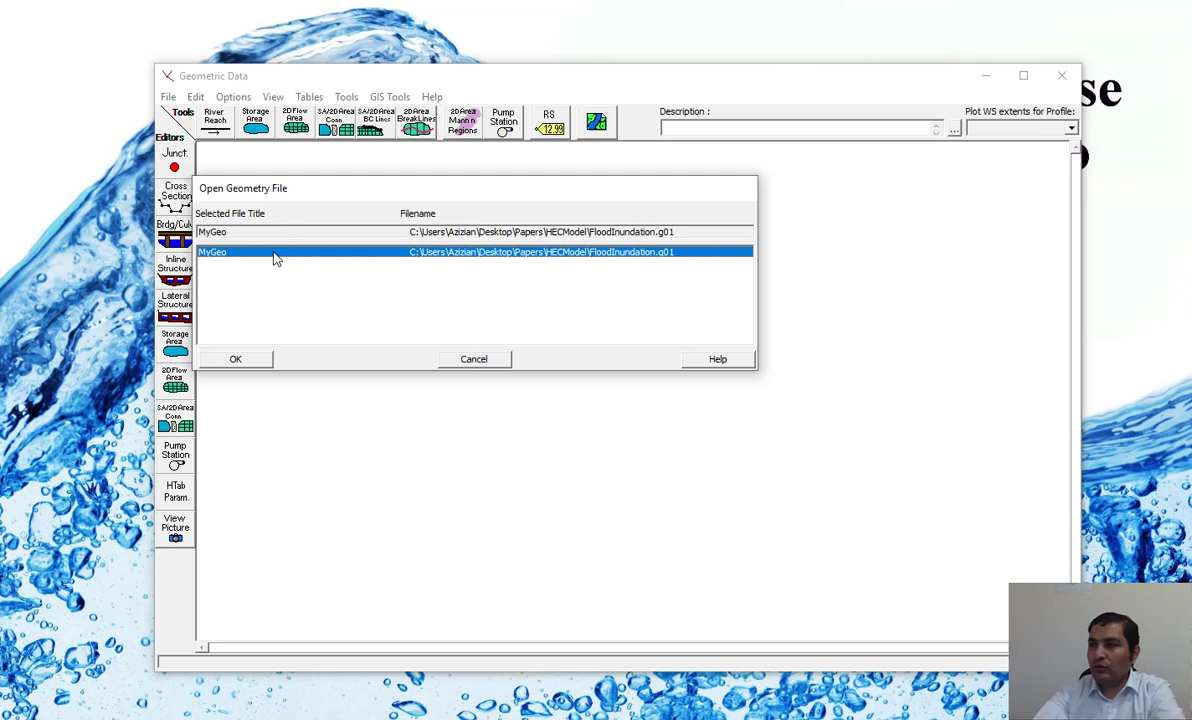 se
Geometric Data
File Edit Options View Tables Tools GIS Tools Help
Tools
Editors
River
Reach
Storage
Area
2D Flow
Area
SA/2D Area
Conn
SA/2D Area
BC Lines
2D Area
BreakLines
2D Area
Mann n
Regions
Pump
Station
RS
12.99
Description :
...
Plot WS extents for Profile:
Junct.
Cross
Section
Brdg/Culv
Inline
Structure
Lateral
Structure
Storage
Area
2D Flow
Area
SA/2D Area
Conn
Pump
Station
HTab
Param.
View
Picture
Open Geometry File
Selected File Title Filename
MyGeo C:\Users\Azizian\Desktop\Papers\HECModel\FloodInundation.g01
MyGeo C:\Users\Azizian\Desktop\Papers\HECModel\FloodInundation.g01
OK Cancel Help